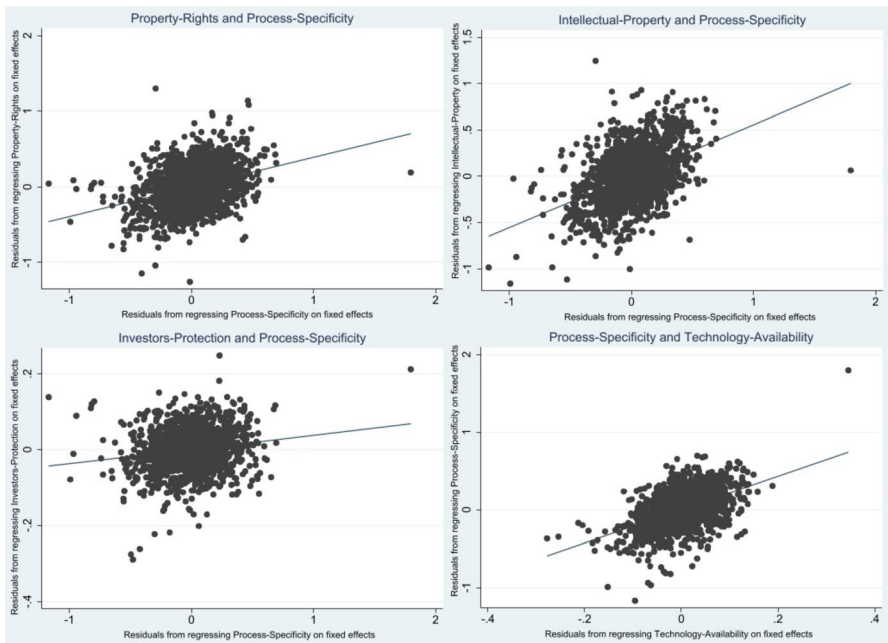 Property-Rights and Process-Specificity
Residuals from regressing Property-Rights on fixed effects
2
1
0
-1
-1
0
1
2
Residuals from regressing Process-Specificity on fixed effects
Intellectual-Property and Process-Specificity
Residuals from regressing Intellectual-Property on fixed effects
1.5
1
.5
0
-.5
-1
-1
0
1
2
Residuals from regressing Process-Specificity on fixed effects
Investors-Protection and Process-Specificity
Residuals from regressing Investors-Protection on fixed effects
.2
0
-.2
-.4
-1
0
1
2
Residuals from regressing Process-Specificity on fixed effects
Process-Specificity and Technology-Availability
Residuals from regressing Process-Specificity on fixed effects
2
1
0
-1
-.4
-.2
0
.2
.4
Residuals from regressing Technology-Availability on fixed effects